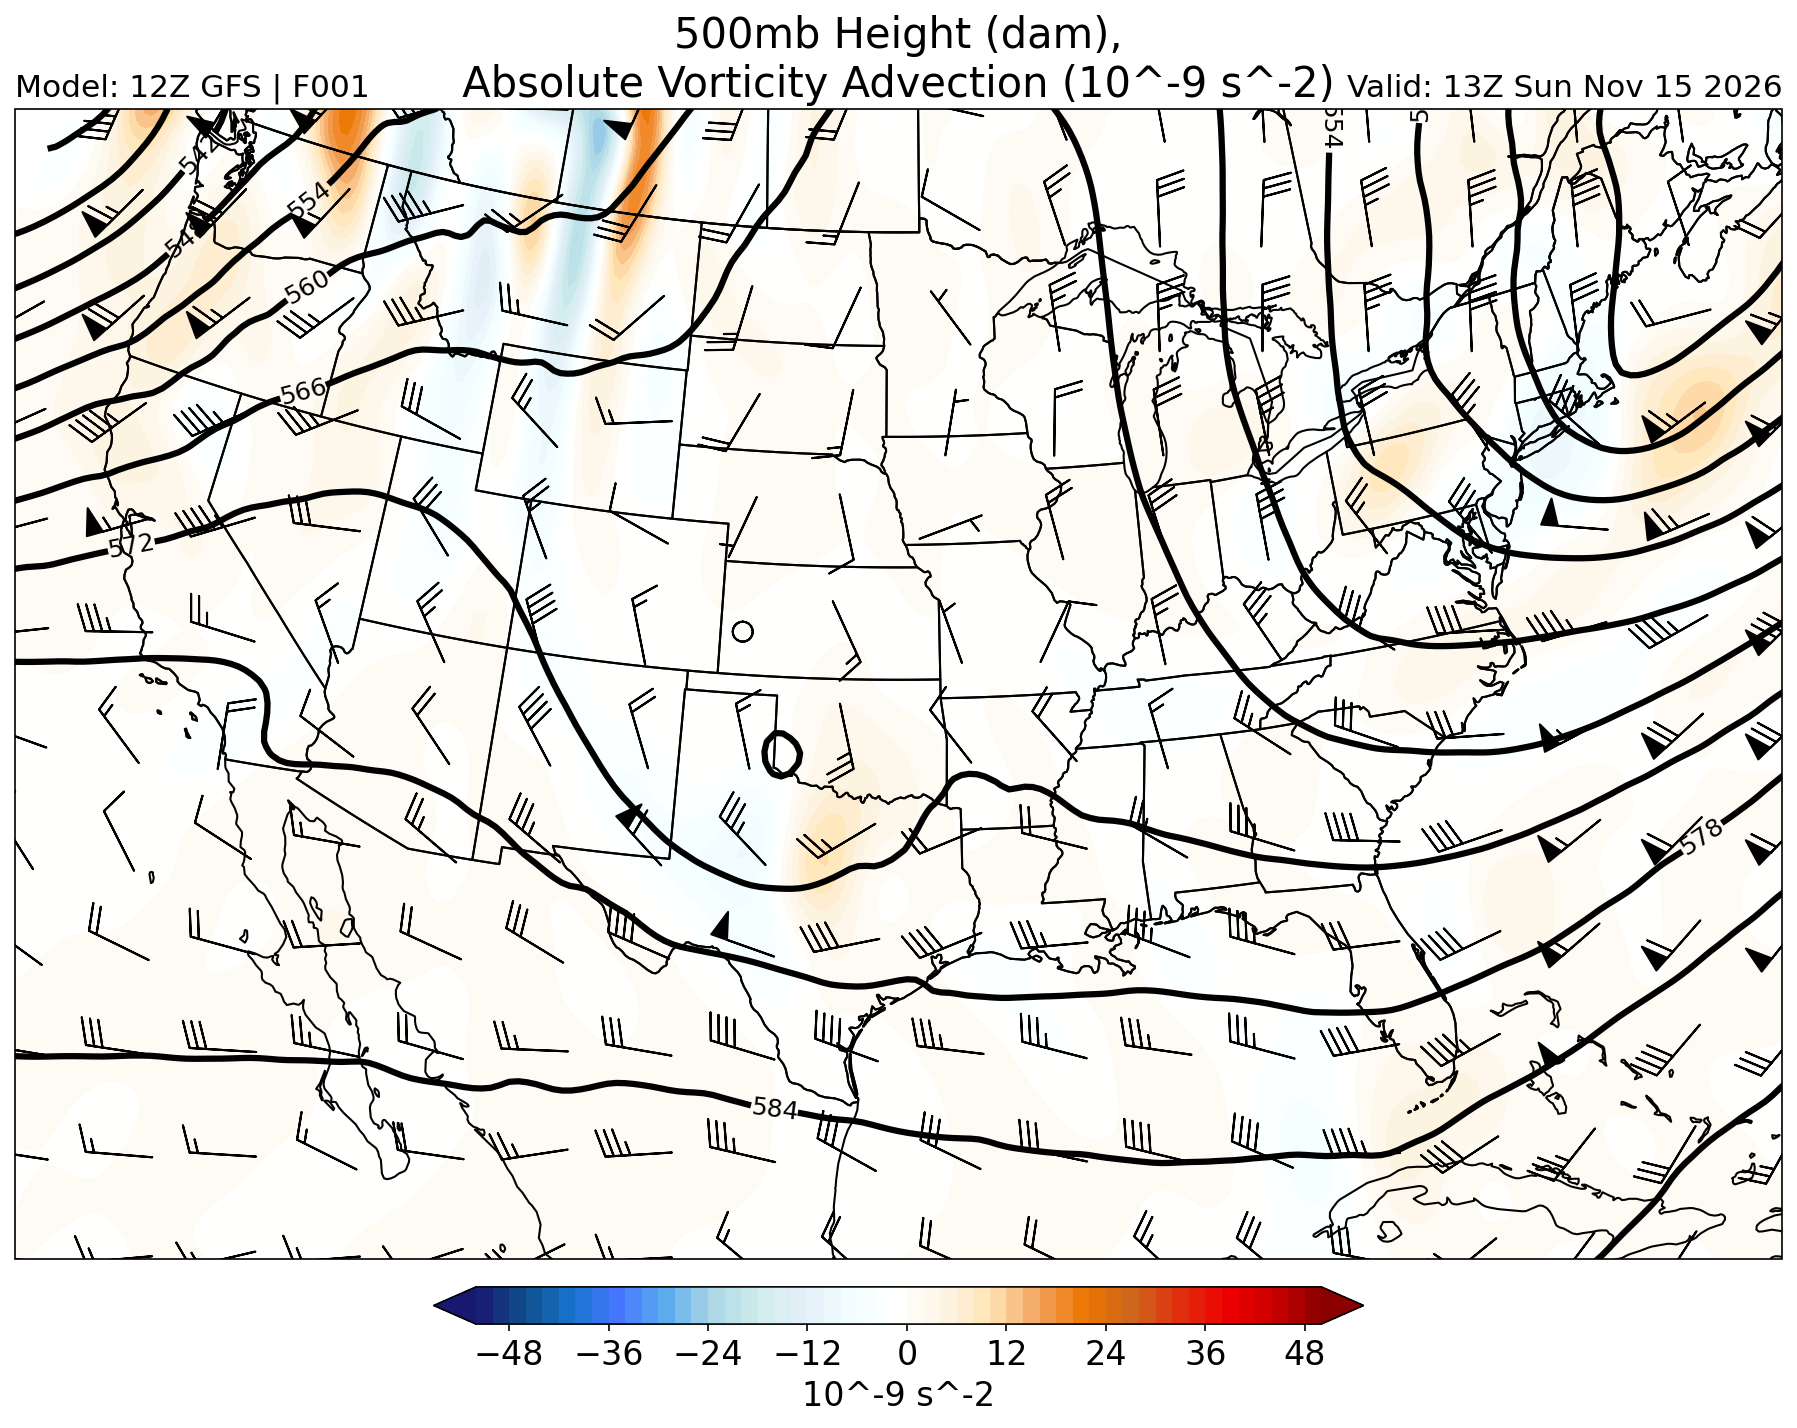 500mb Height (dam),
Absolute Vorticity Advection (10^-9 s^-2)
Model: 12Z GFS | F001
Valid: 13Z Sun Nov 15 2026
554
542
554
548
560
566
572
578
584
−48 −36 −24 −12 0 12 24 36 48
10^-9 s^-2